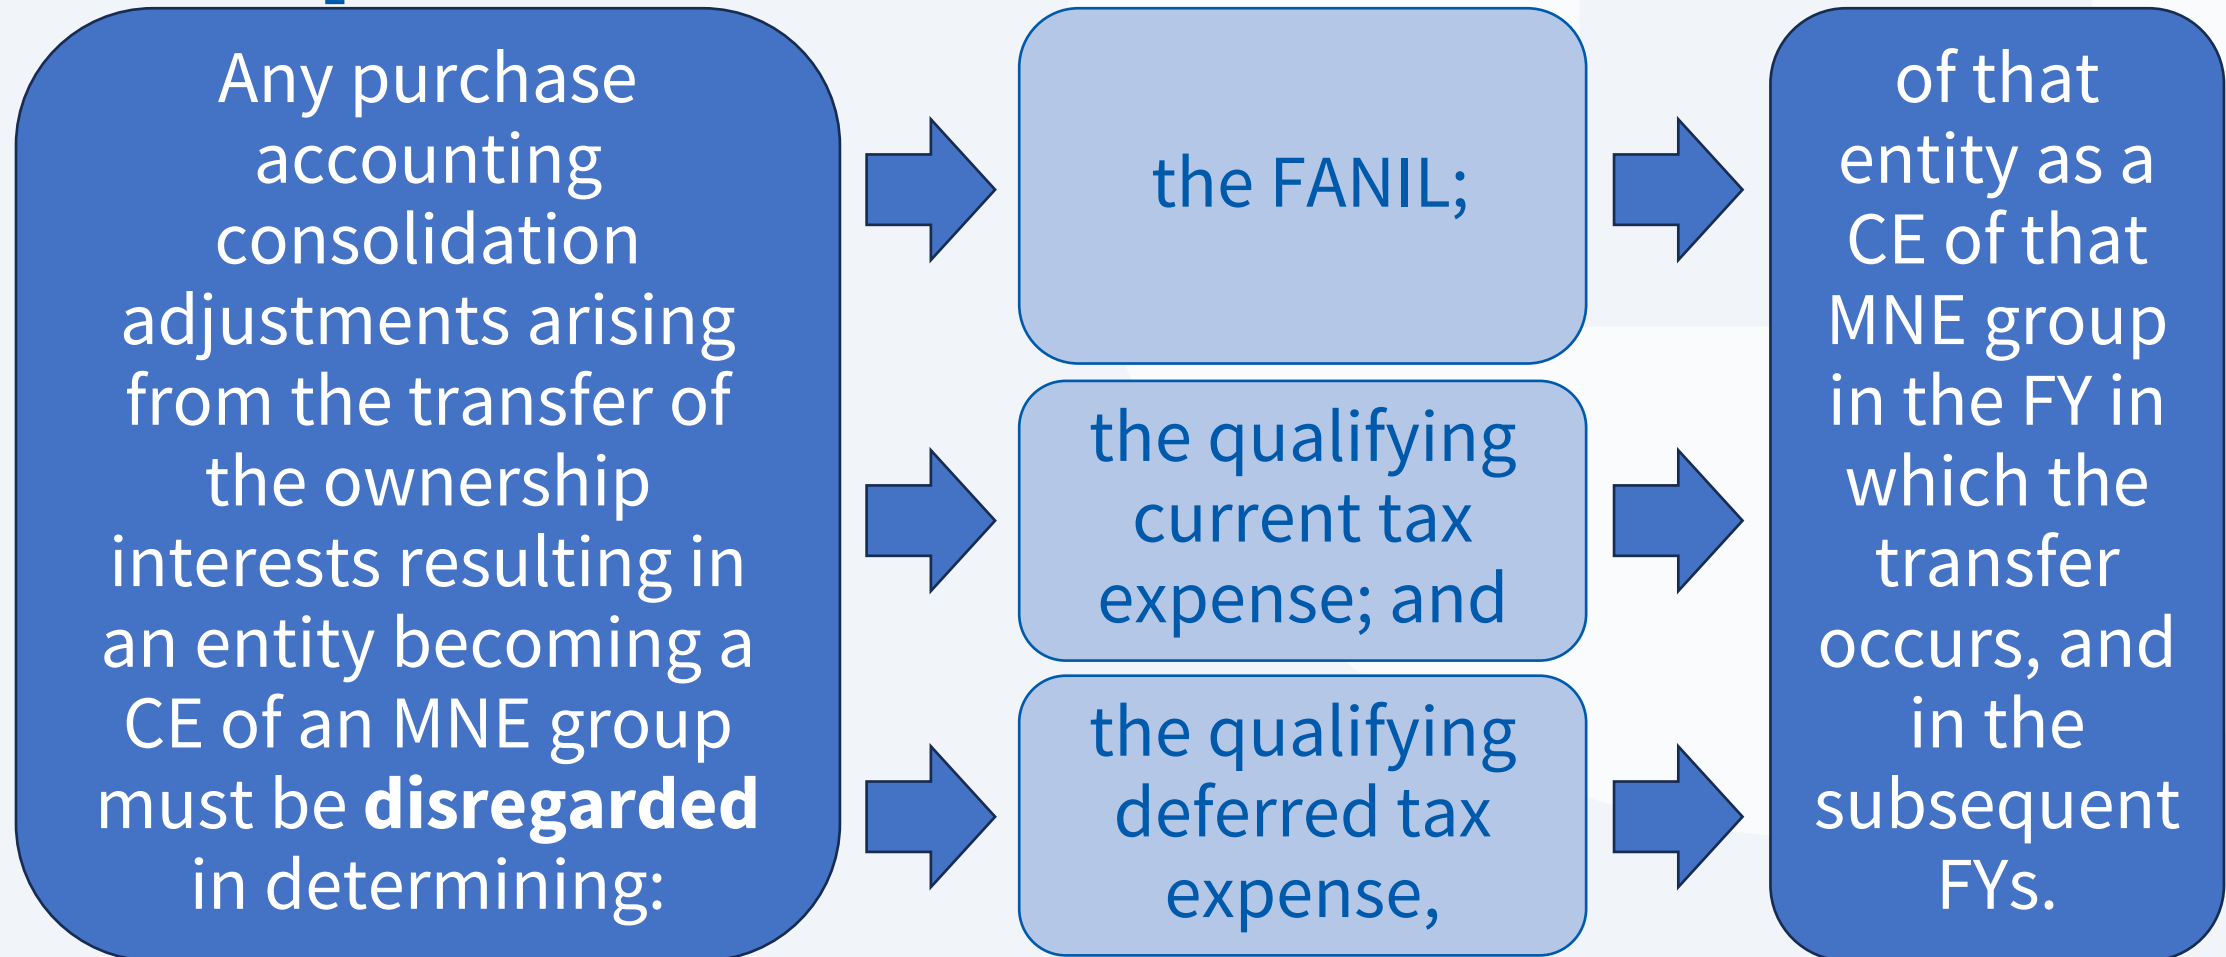 Any purchase
accounting
consolidation
adjustments arising
from the transfer of
the ownership
interests resulting in
an entity becoming a
CE of an MNE group
must be disregarded
in determining:
the FANIL;
the qualifying
current tax
expense; and
the qualifying
deferred tax
expense,
of that
entity as a
CE of that
MNE group
in the FY in
which the
transfer
occurs, and
in the
subsequent
FYs.